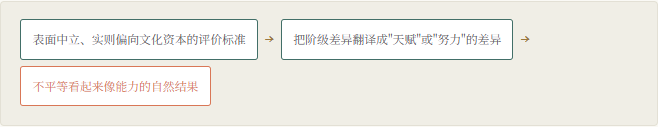 表面中立、实则偏向文化资本的评价标准 → 把阶级差异翻译成"天赋"或"努力"的差异 →
不平等看起来像能力的自然结果